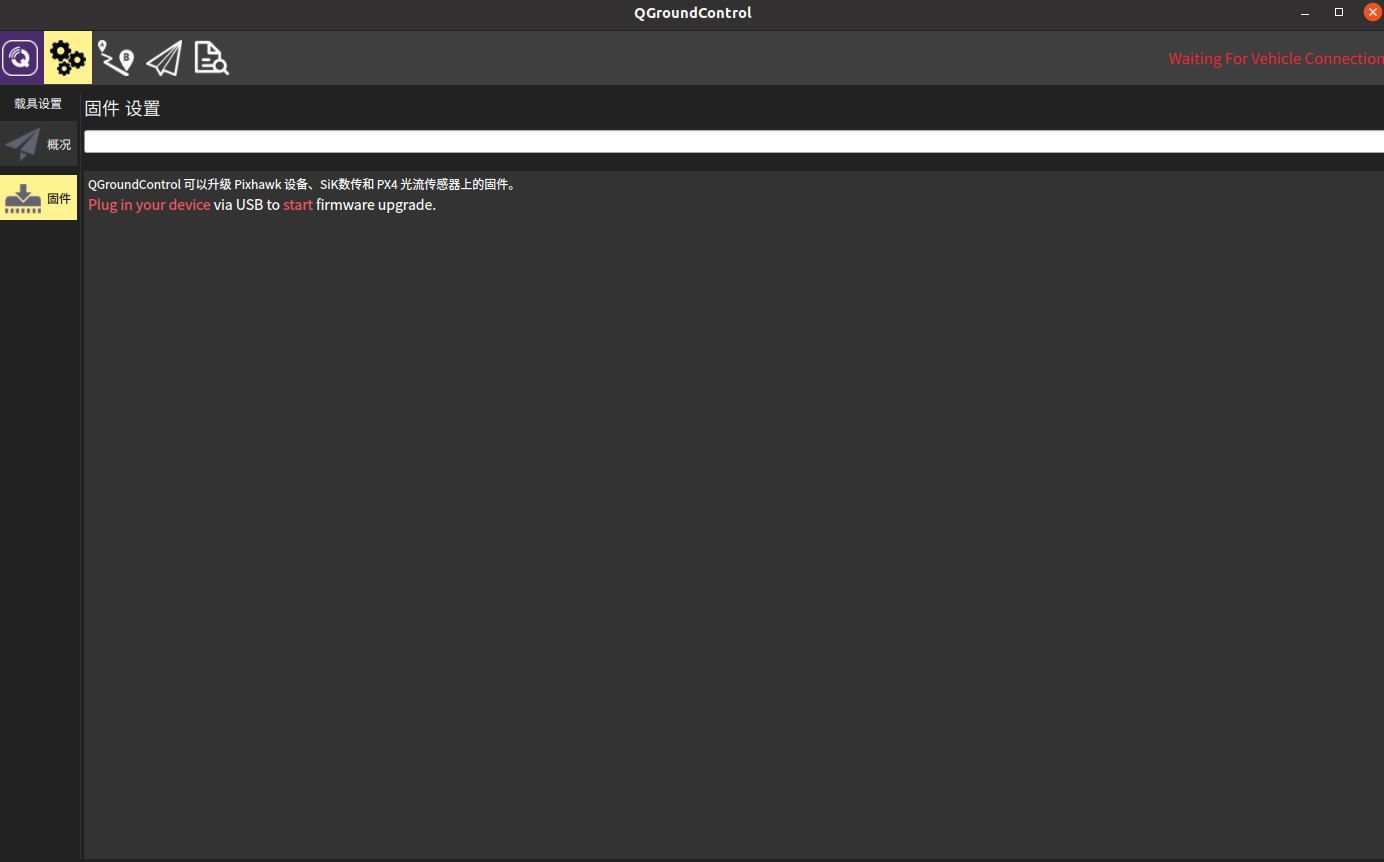 QGroundControl
Waiting For Vehicle Connection
载具设置
概况
固件
固件 设置
QGroundControl 可以升级 Pixhawk 设备、SiK数传和 PX4 光流传感器上的固件。
Plug in your device via USB to start firmware upgrade.